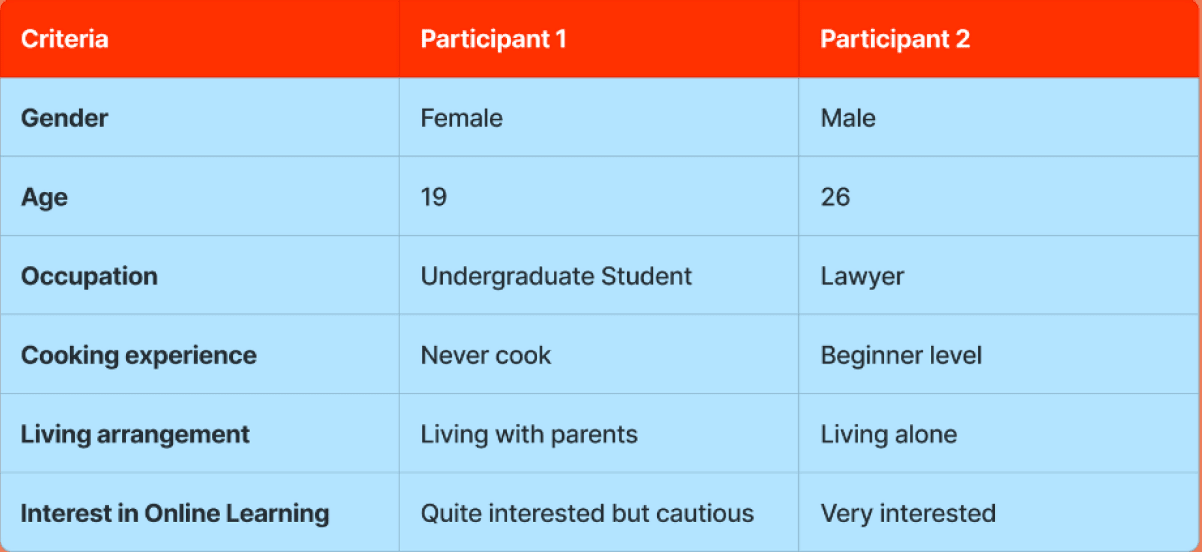 Criteria Participant 1 Participant 2
Gender Female Male
Age 19 26
Occupation Undergraduate Student Lawyer
Cooking experience Never cook Beginner level
Living arrangement Living with parents Living alone
Interest in Online Learning Quite interested but cautious Very interested